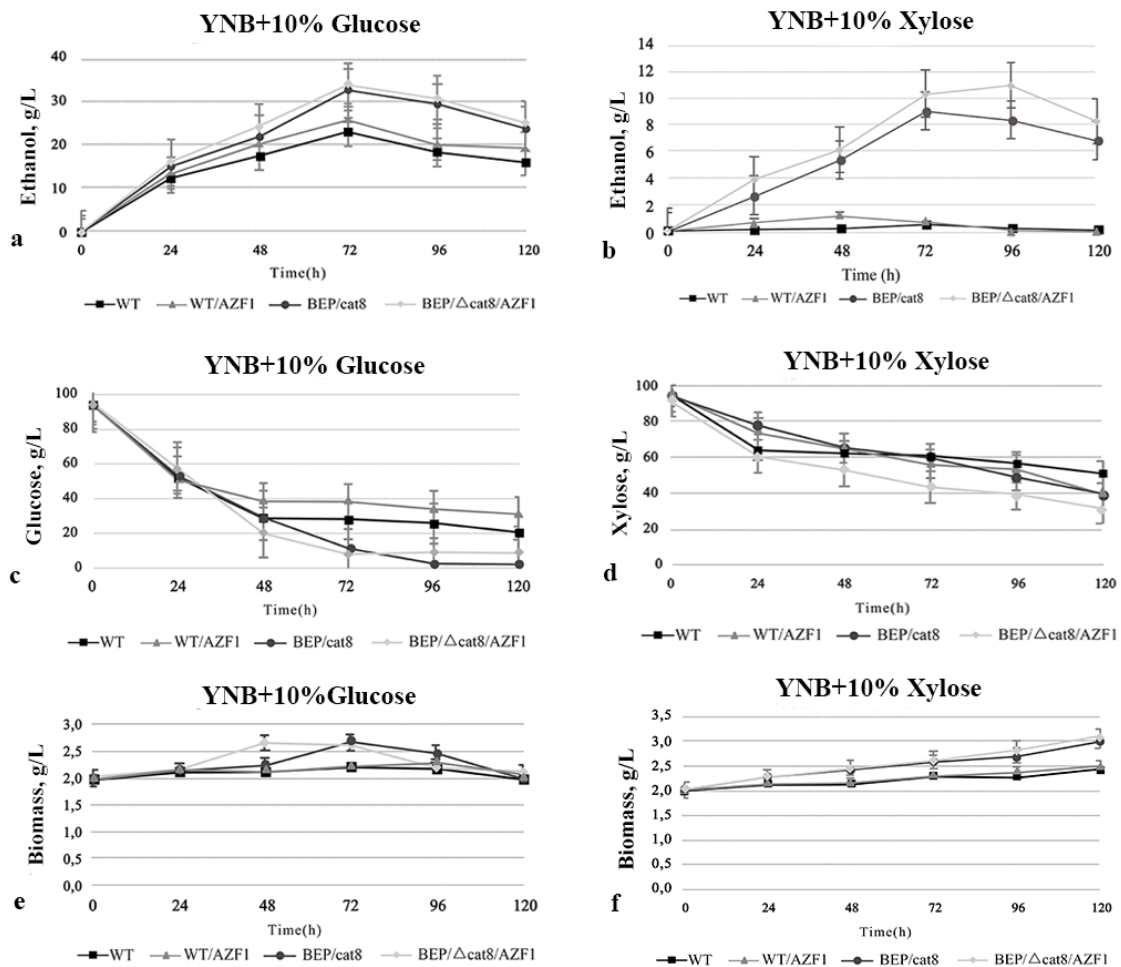 YNB+10% Glucose
40
30
20
10
0
Ethanol, g/L
a
0 24 48 72 96 120
Time(h)
WT WT/AZF1 BEP/cat8 BEP/△cat8/AZF1
YNB+10% Xylose
14
12
10
8
6
4
2
0
Ethanol, g/L
b
0 24 48 72 96 120
Time (h)
WT WT/AZF1 BEP/cat8 BEP/△cat8/AZF1
YNB+10% Glucose
100
80
60
40
20
0
Glucose, g/L
c
0 24 48 72 96 120
Time(h)
WT WT/AZF1 BEP/cat8 BEP/△cat8/AZF1
YNB+10% Xylose
100
80
60
40
20
0
Xylose, g/L
d
0 24 48 72 96 120
Time(h)
WT WT/AZF1 BEP/cat8 BEP/△cat8/AZF1
YNB+10%Glucose
3,0
2,5
2,0
1,5
1,0
0,5
0,0
Biomass, g/L
e
0 24 48 72 96 120
Time(h)
WT WT/AZF1 BEP/cat8 BEP/△cat8/AZF1
YNB+10% Xylose
3,5
3,0
2,5
2,0
1,5
1,0
0,5
0,0
Biomass, g/L
f
0 24 48 72 96 120
Time(h)
WT WT/AZF1 BEP/cat8 BEP/△cat8/AZF1